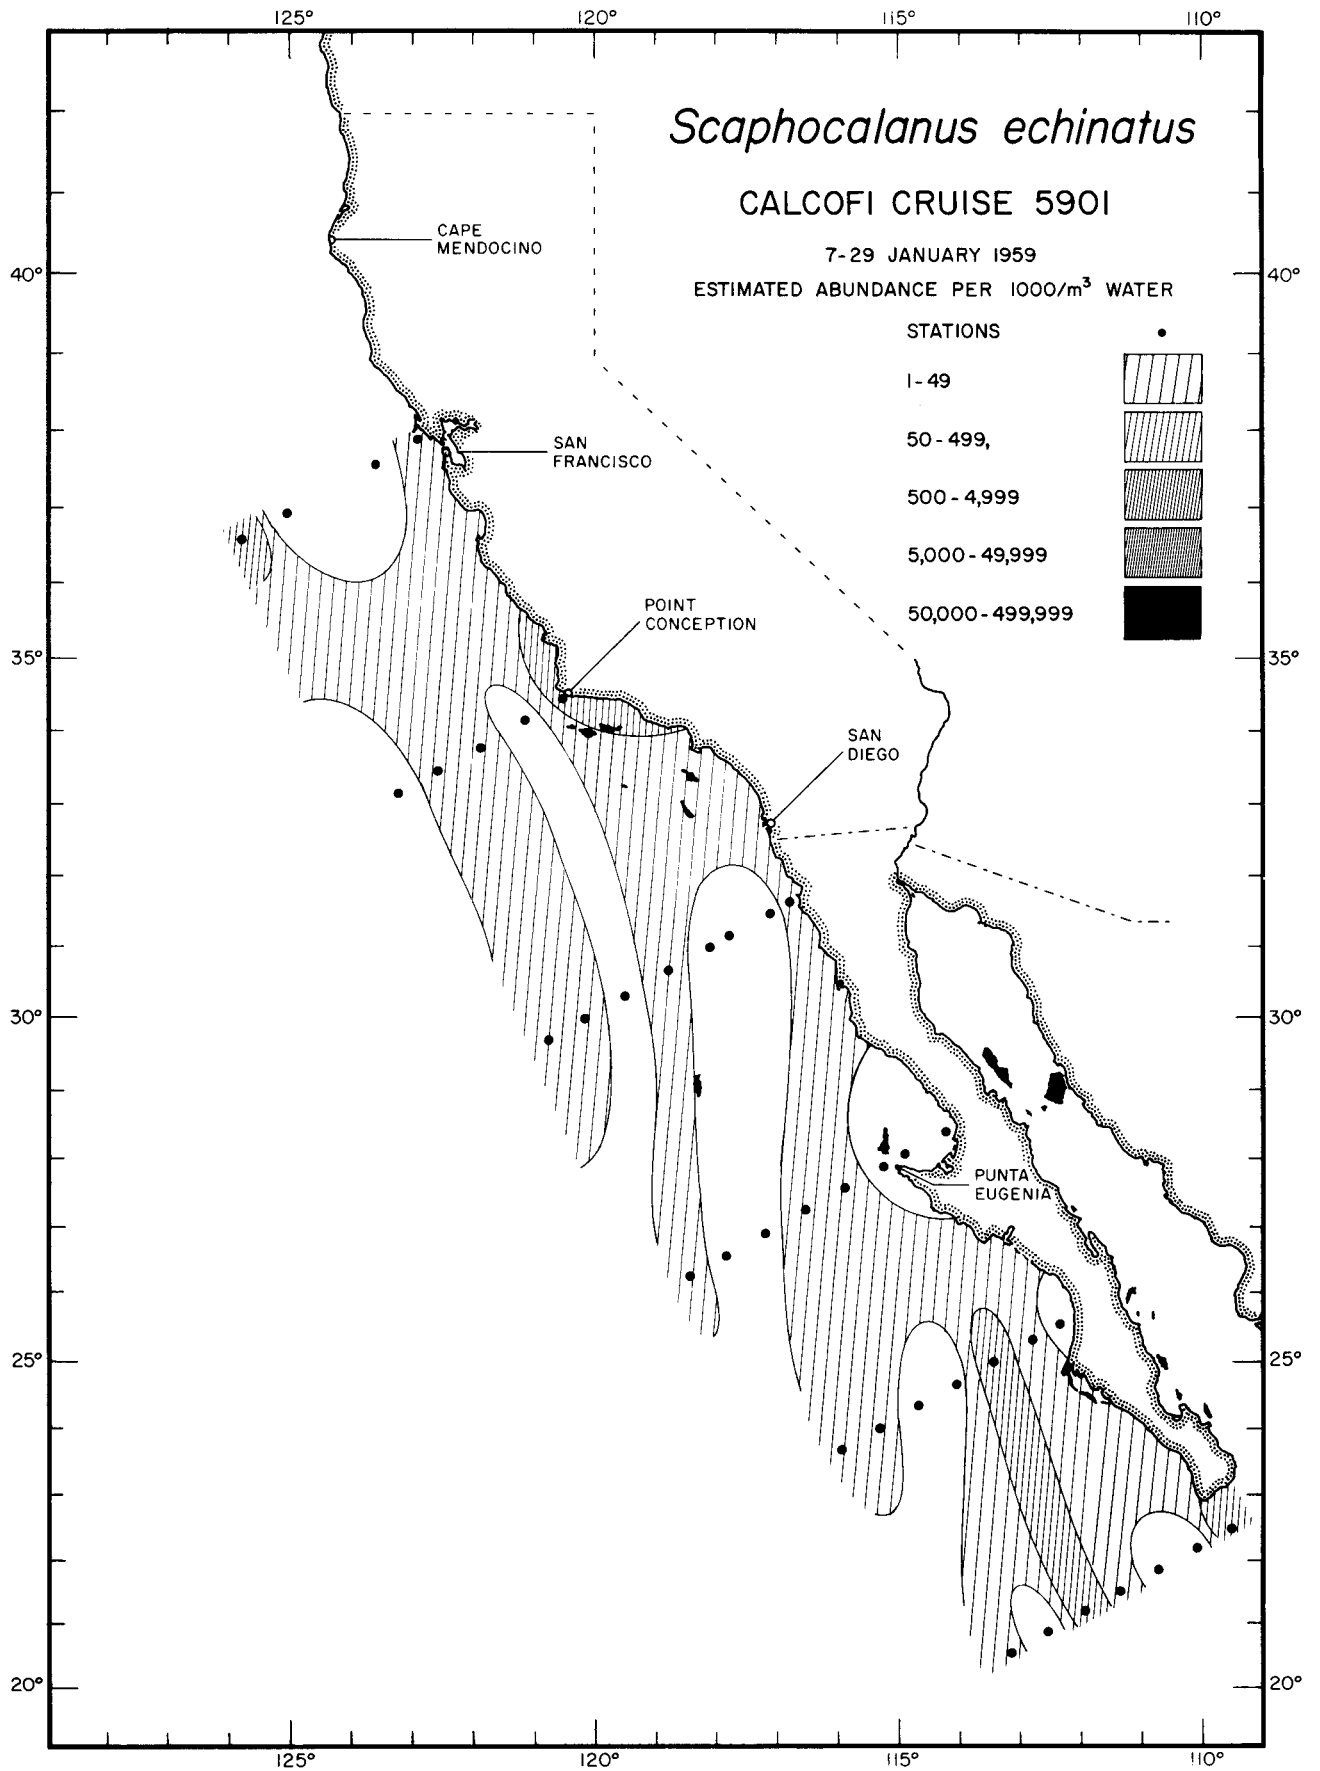 125° 120° 115° 110°
Scaphocalanus echinatus
CALCOFI CRUISE 5901
7-29 JANUARY 1959
ESTIMATED ABUNDANCE PER 1000/m³ WATER
STATIONS
1-49
50-499,
500-4,999
5,000-49,999
50,000-499,999
CAPE
MENDOCINO
40° 40°
SAN
FRANCISCO
POINT
CONCEPTION
35° 35°
SAN
DIEGO
30° 30°
PUNTA
EUGENIA
25° 25°
20° 20°
125° 120° 115° 110°